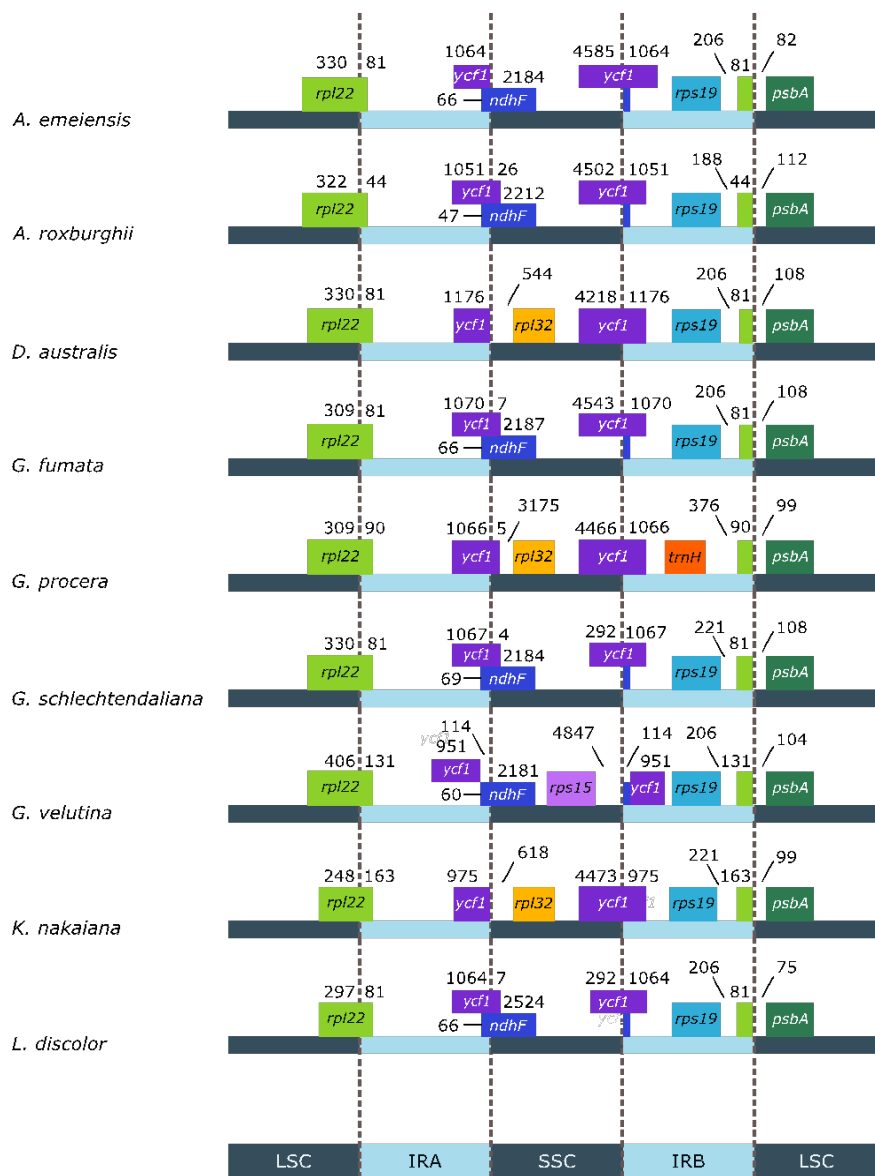 330 81 1064 4585 1064 206 81 82
rpl22 ycf1 2184 ycf1 rps19 psbA
66 ndhF
A. emeiensis
322 44 1051 26 4502 1051 188 44 112
rpl22 ycf1 2212 ycf1 rps19 psbA
47 ndhF
A. roxburghii
330 81 1176 544 4218 1176 206 81 108
rpl22 ycf1 rpl32 ycf1 rps19 psbA
D. australis
309 81 1070 7 4543 1070 206 81 108
rpl22 ycf1 2187 ycf1 rps19 psbA
66 ndhF
G. fumata
309 90 1066 5 3175 4466 1066 376 90 99
rpl22 ycf1 rpl32 ycf1 trnH psbA
G. procera
330 81 1067 4 292 1067 221 81 108
rpl22 ycf1 2184 ycf1 rps19 psbA
69 ndhF
G. schlechtendaliana
ycf1 114 4847 114 206
406 131 951 2181 951 131 104
rpl22 ycf1 rps15 ycf1 rps19 psbA
60 ndhF
G. velutina
248 163 975 618 4473 975 221 163 99
rpl22 ycf1 rpl32 ycf1 rps19 psbA
K. nakaiana
297 81 1064 7 292 1064 206 81 75
rpl22 ycf1 2524 ycf1 rps19 psbA
66 ndhF
L. discolor
LSC IRA SSC IRB LSC